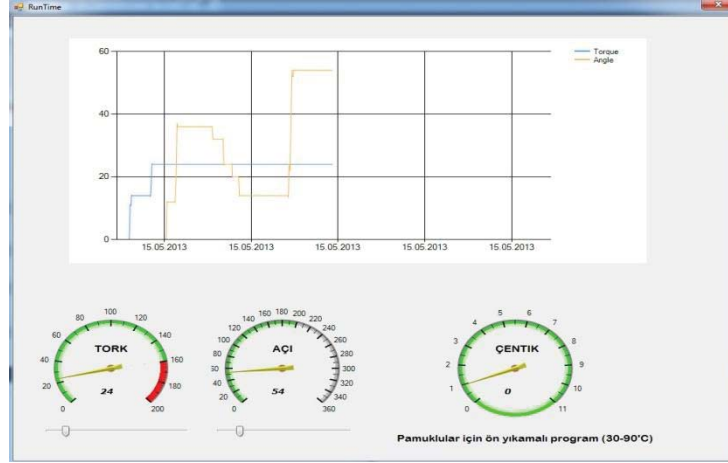 RunTime
60
40
20
0
15.05.2013 15.05.2013 15.05.2013 15.05.2013 15.05.2013
Torque
Angle
0 20 40 60 80 100 120 140 160 180 200
TORK
24
0 20 40 60 80 100 120 140 160 180 200 220 240 260 280 300 320 340 360
AÇI
54
0 1 2 3 4 5 6 7 8 9 10 11
ÇENTIK
0
Pamuklular için ön yıkamalı program (30-90°C)